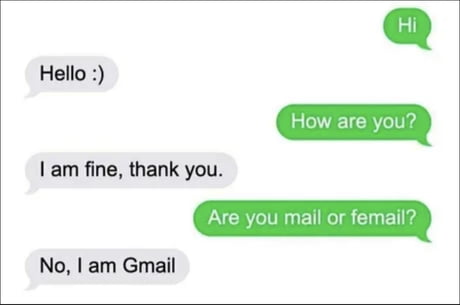 Hi
Hello :)
How are you?
I am fine, thank you.
Are you mail or femail?
No, I am Gmail